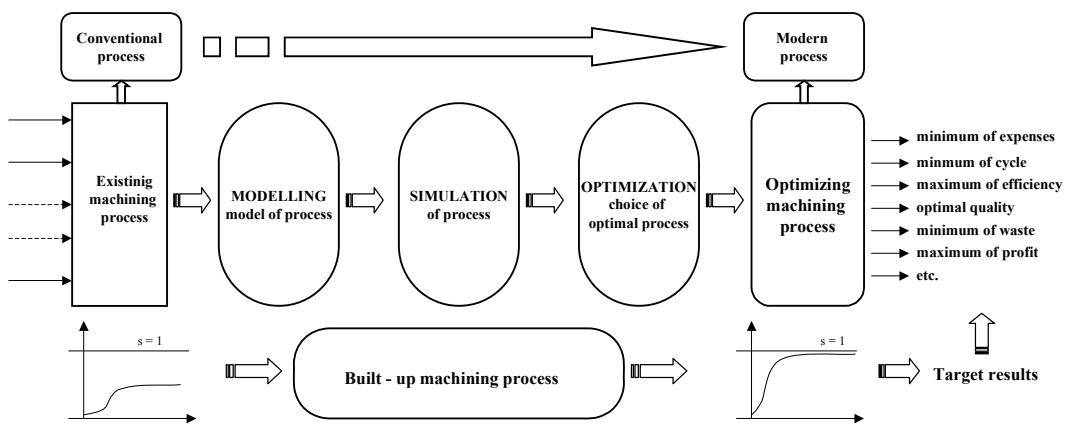 Conventional
process
Modern
process
Existinig
machining
process
MODELLING
model of process
SIMULATION
of process
OPTIMIZATION
choice of
optimal process
Optimizing
machining
process
minimum of expenses
minmum of cycle
maximum of efficiency
optimal quality
minimum of waste
maximum of profit
etc.
s = 1
Built - up machining process
s = 1
Target results